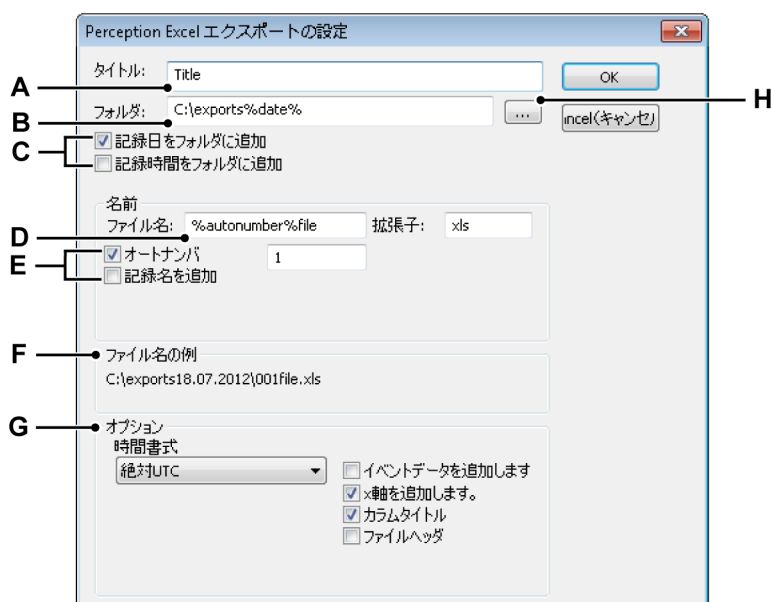 Perception Excel エクスポートの設定
タイトル: Title
OK
A
フォルダ: C:\exports%date%
...
H
B
ncel(キャンセル
C
記録日をフォルダに追加
記録時間をフォルダに追加
名前
ファイル名: %autonumber%file 拡張子: xls
D
オートナンバ 1
E
記録名を追加
F
ファイル名の例
C:\exports18.07.2012\001file.xls
G
オプション
時間書式
絶対UTC
イベントデータを追加します
x軸を追加します。
カラムタイトル
ファイルヘッダ